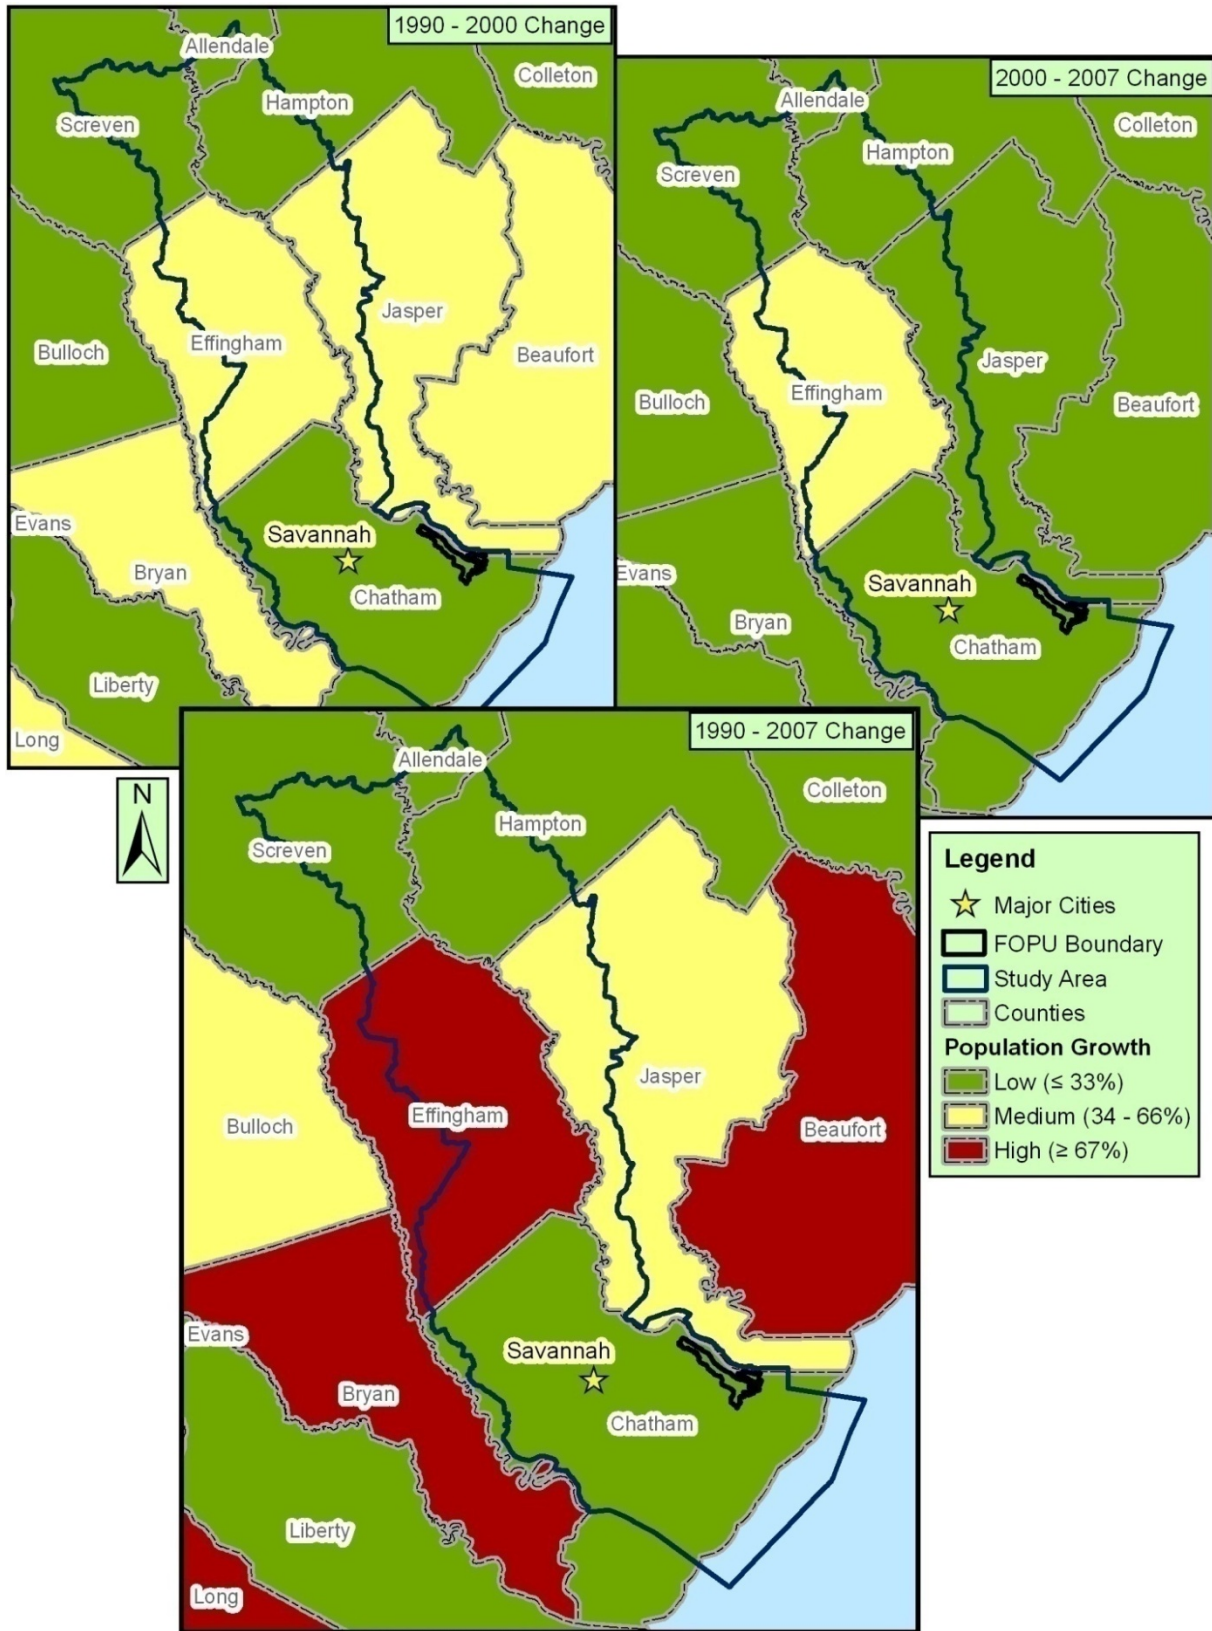 1990 - 2000 Change
Allendale
Colleton
Hampton
Screven
Jasper
Effingham
Bulloch
Beaufort
Evans
Savannah
Bryan
Chatham
Liberty
Long
2000 - 2007 Change
Allendale
Colleton
Hampton
Screven
Jasper
Effingham
Bulloch
Beaufort
Evans
Savannah
Bryan
Chatham
1990 - 2007 Change
Allendale
Colleton
Hampton
Screven
Jasper
Effingham
Bulloch
Beaufort
Evans
Savannah
Bryan
Chatham
Liberty
Long
N
Legend
Major Cities
FOPU Boundary
Study Area
Counties
Population Growth
Low (≤ 33%)
Medium (34 - 66%)
High (≥ 67%)